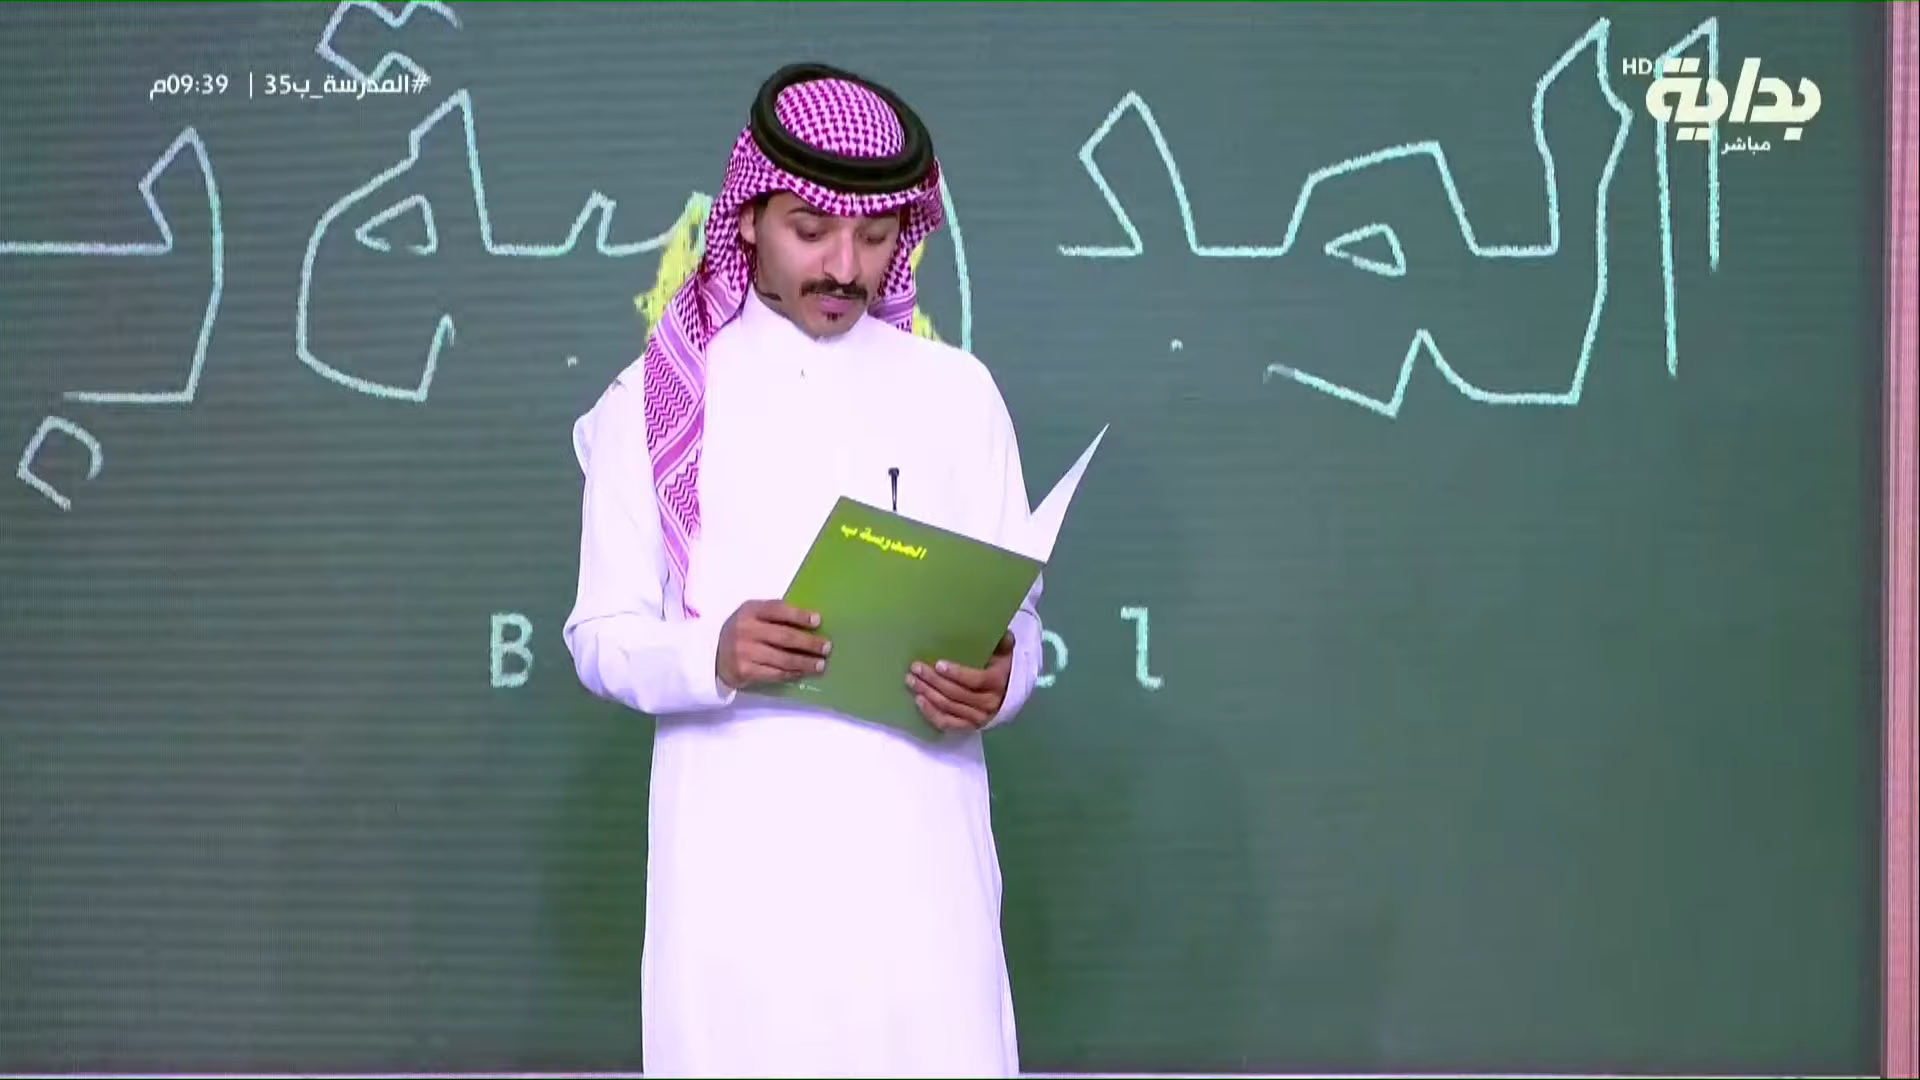 #المدرسة_ب35 | 09:39م
HD بداية
مباشر
المدرسة ب
المدرسة ب
B
ol